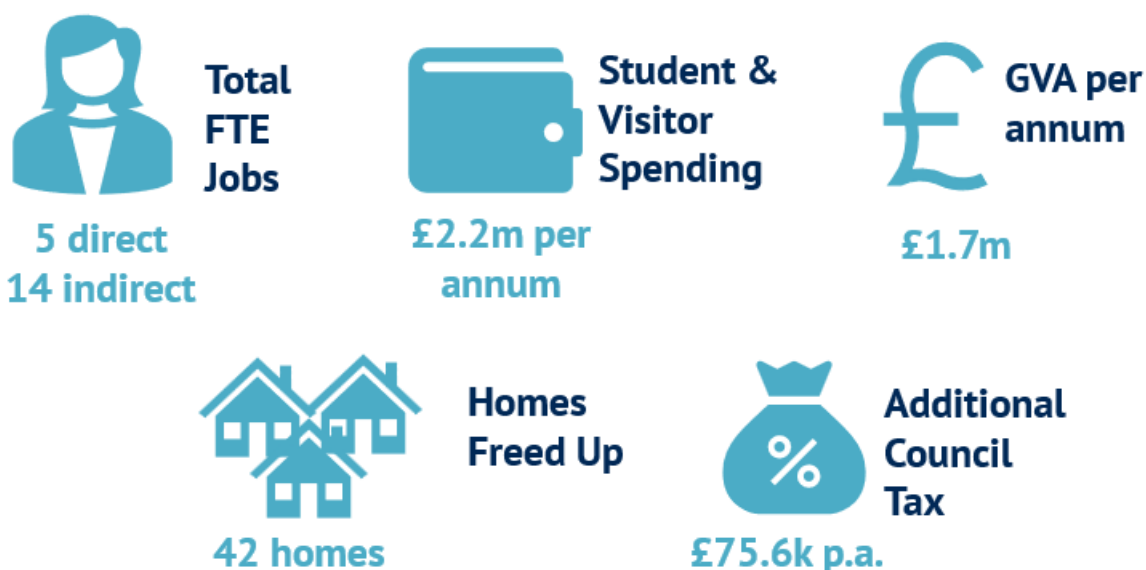 Total
FTE
Jobs
5 direct
14 indirect
Student &
Visitor
Spending
£2.2m per
annum
GVA per
annum
£1.7m
Homes
Freed Up
42 homes
Additional
Council
Tax
%
£75.6k p.a.